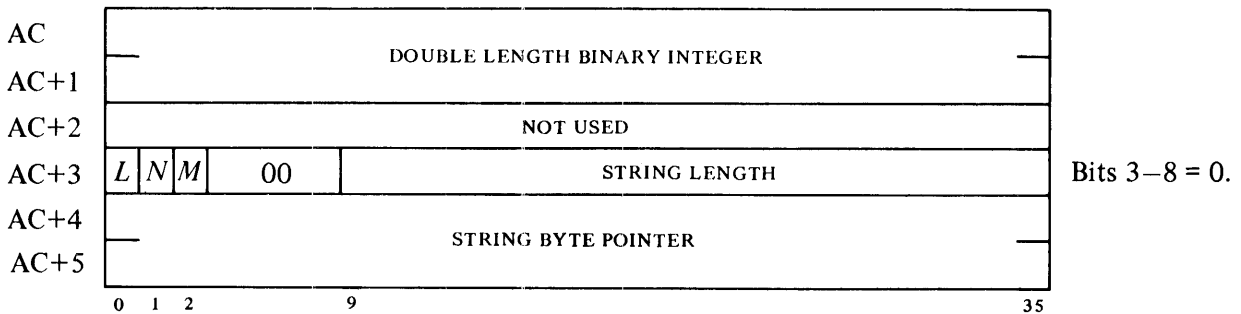 AC
DOUBLE LENGTH BINARY INTEGER
AC+1
AC+2 NOT USED
AC+3 L N M 00 STRING LENGTH Bits 3–8 = 0.
AC+4
STRING BYTE POINTER
AC+5
0 1 2 9 35